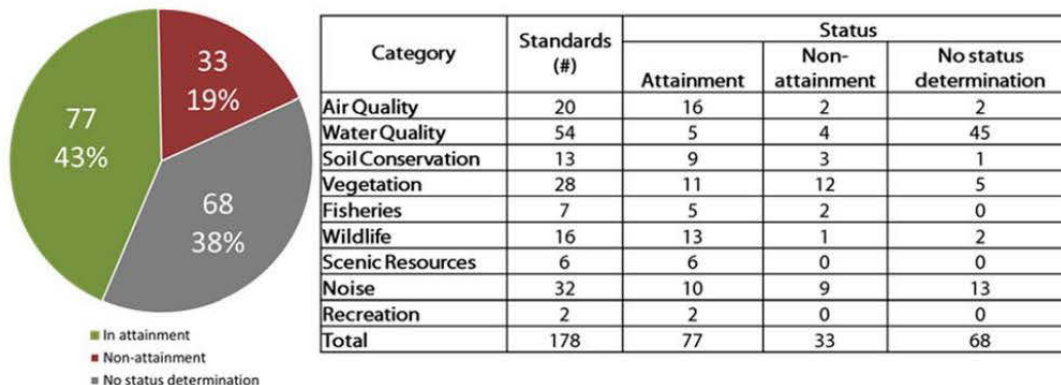 33
19%
77
43%
68
38%
In attainment
Non-attainment
No status determination
Category Standards (#) Status
Attainment Non-attainment No status determination
Air Quality 20 16 2 2
Water Quality 54 5 4 45
Soil Conservation 13 9 3 1
Vegetation 28 11 12 5
Fisheries 7 5 2 0
Wildlife 16 13 1 2
Scenic Resources 6 6 0 0
Noise 32 10 9 13
Recreation 2 2 0 0
Total 178 77 33 68